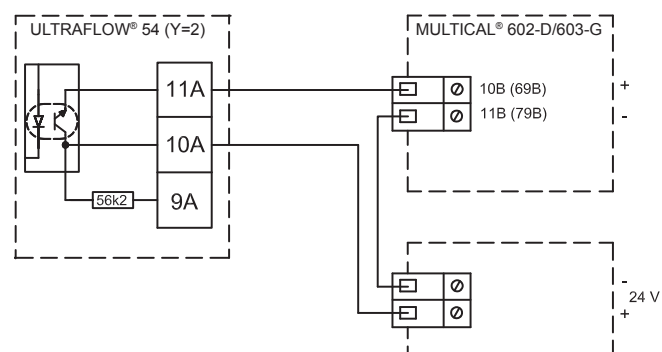 ULTRAFLOW® 54 (Y=2)
11A
10A
56k2
9A
MULTICAL® 602-D/603-G
10B (69B)
+
11B (79B)
-
-
24 V
+